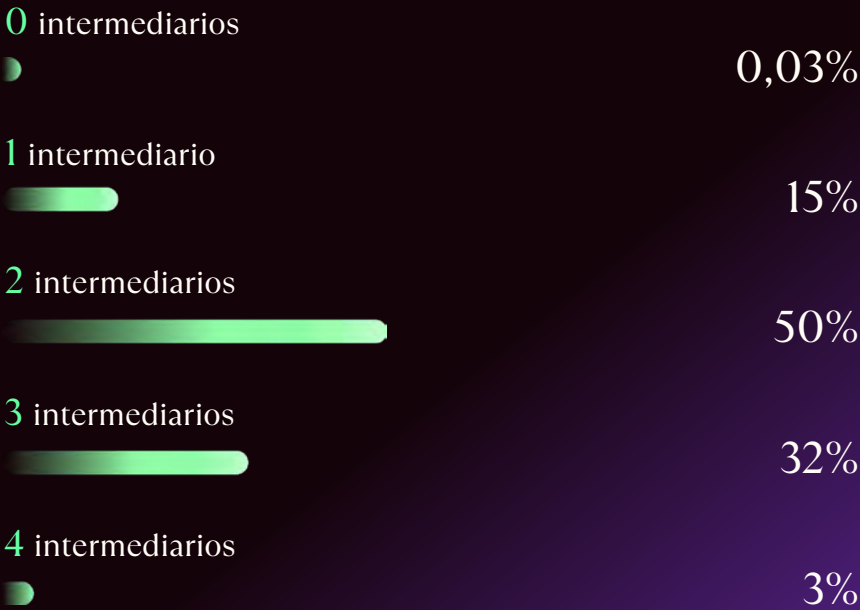 0 intermediarios
0,03%
1 intermediario
15%
2 intermediarios
50%
3 intermediarios
32%
4 intermediarios
3%